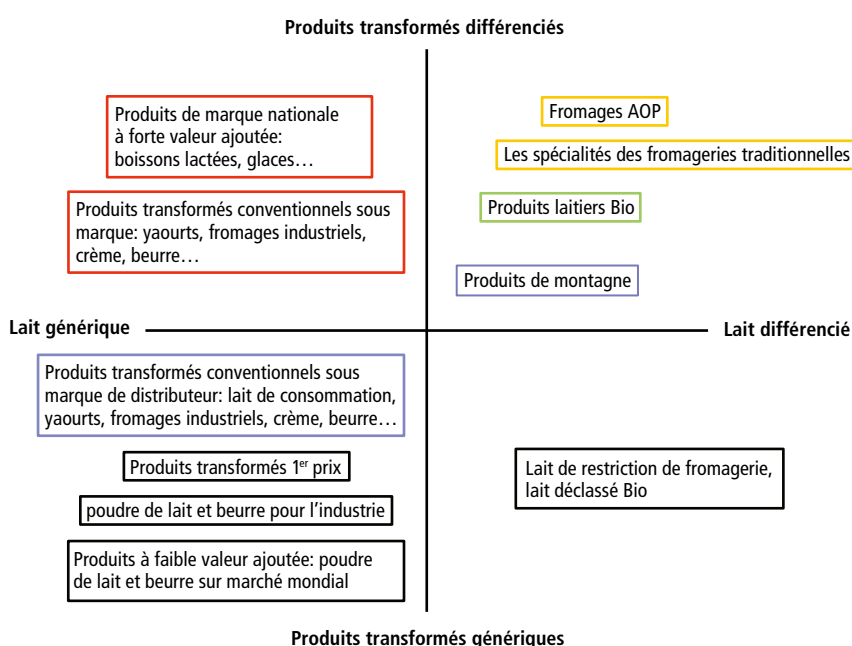 Produits transformés différenciés
Produits de marque nationale
à forte valeur ajoutée:
boissons lactées, glaces…
Fromages AOP
Les spécialités des fromageries traditionnelles
Produits transformés conventionnels sous
marque: yaourts, fromages industriels,
crème, beurre…
Produits laitiers Bio
Produits de montagne
Lait générique
Lait différencié
Produits transformés conventionnels sous
marque de distributeur: lait de consommation,
yaourts, fromages industriels, crème, beurre…
Produits transformés 1er prix
poudre de lait et beurre pour l’industrie
Produits à faible valeur ajoutée: poudre
de lait et beurre sur marché mondial
Lait de restriction de fromagerie,
lait déclassé Bio
Produits transformés génériques